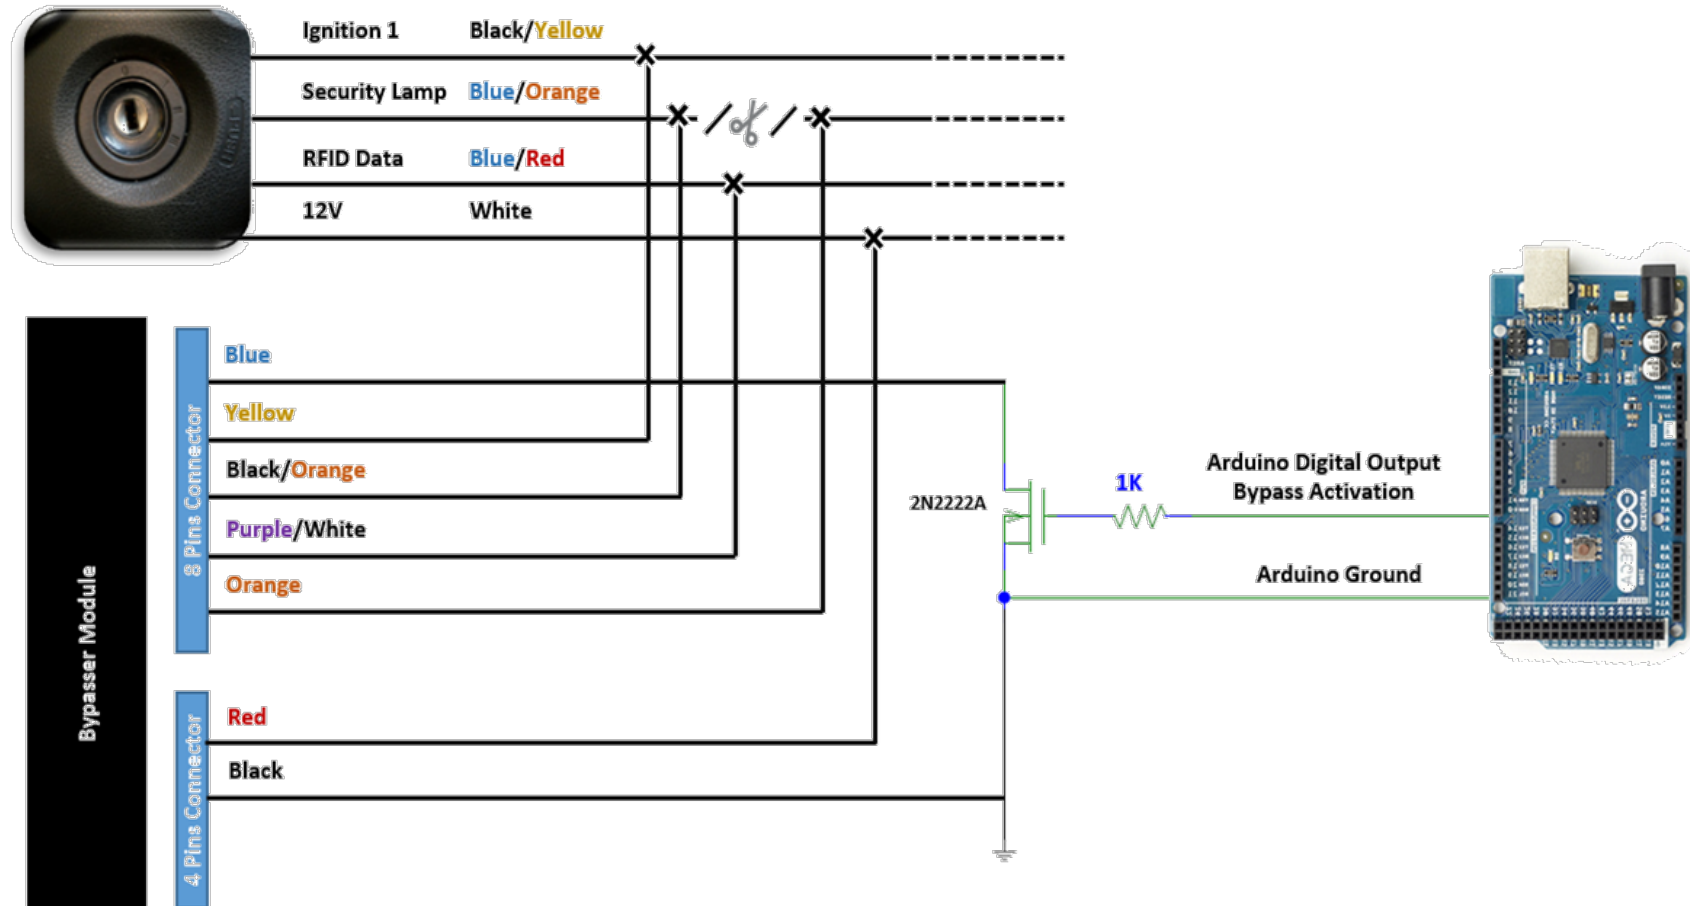 Ignition 1 Black/Yellow
Security Lamp Blue/Orange
RFID Data Blue/Red
12V White
Bypasser Module
8 Pins Connector
Blue
Yellow
Black/Orange
Purple/White
Orange
4 Pins Connector
Red
Black
2N2222A
1K
Arduino Digital Output
Bypass Activation
Arduino Ground